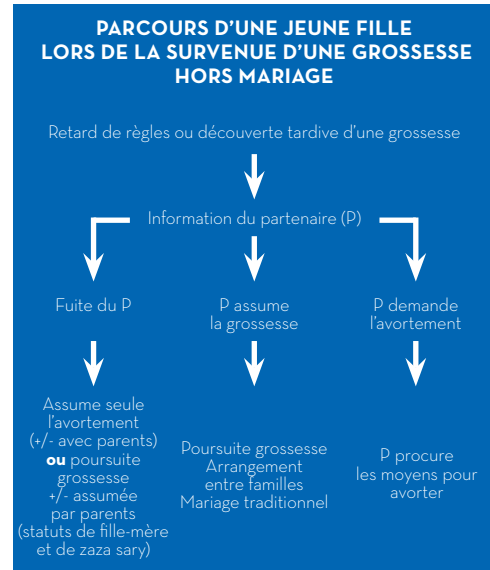 PARCOURS D'UNE JEUNE FILLE
LORS DE LA SURVENUE D'UNE GROSSESSE
HORS MARIAGE
Retard de règles ou découverte tardive d'une grossesse
Information du partenaire (P)
Fuite du P
P assume
la grossesse
P demande
l'avortement
Assume seule
l'avortement
(+/- avec parents)
ou poursuite
grossesse
+/- assumée
par parents
(statuts de fille-mère
et de zaza sary)
Poursuite grossesse
Arrangement
entre familles
Mariage traditionnel
P procure
les moyens pour
avorter